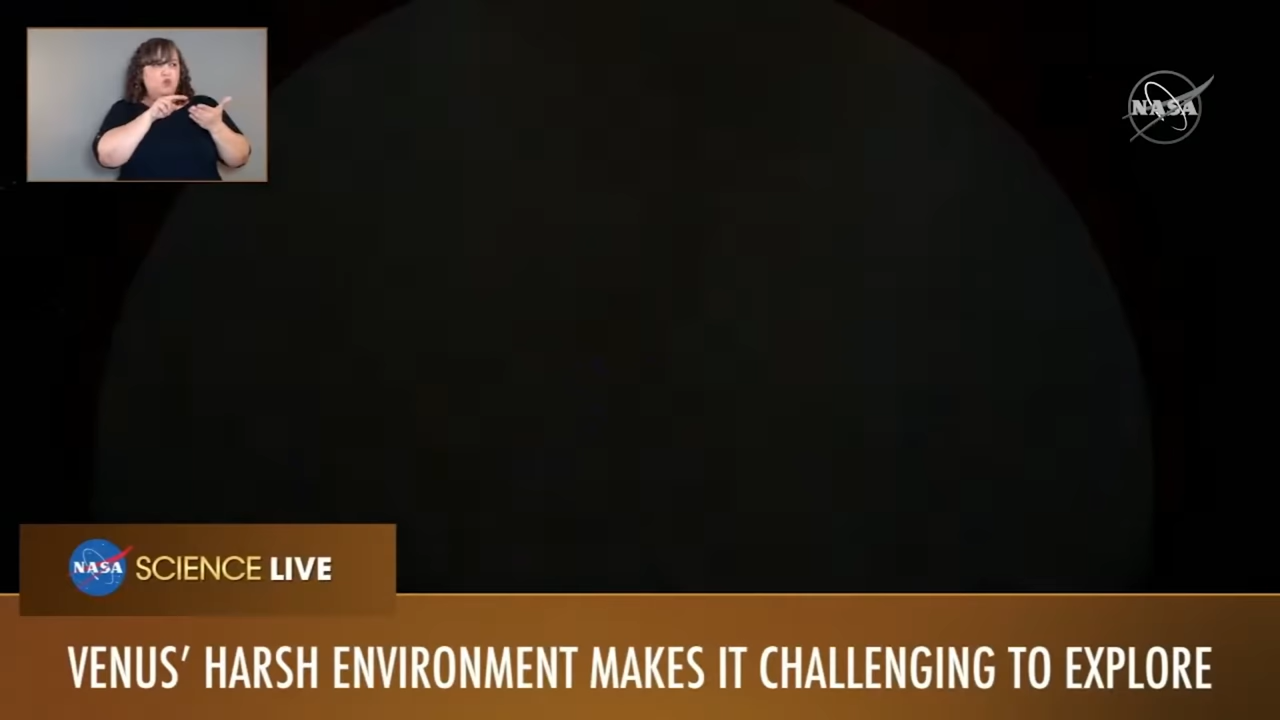 NASA
NASA SCIENCE LIVE
VENUS’ HARSH ENVIRONMENT MAKES IT CHALLENGING TO EXPLORE